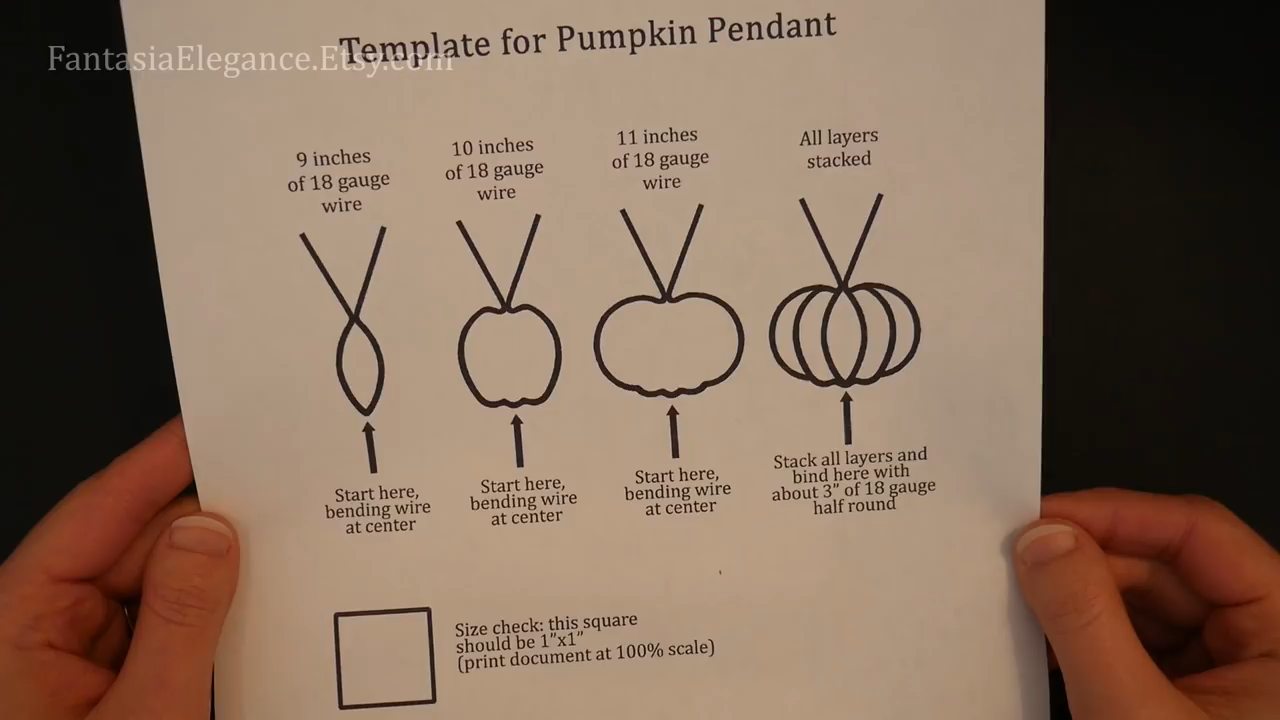 FantasiaElegance.Etsy.com
Template for Pumpkin Pendant
9 inches
of 18 gauge
wire
10 inches
of 18 gauge
wire
11 inches
of 18 gauge
wire
All layers
stacked
Start here,
bending wire
at center
Start here,
bending wire
at center
Start here,
bending wire
at center
Stack all layers and
bind here with
about 3” of 18 gauge
half round
Size check: this square
should be 1”x1”
(print document at 100% scale)